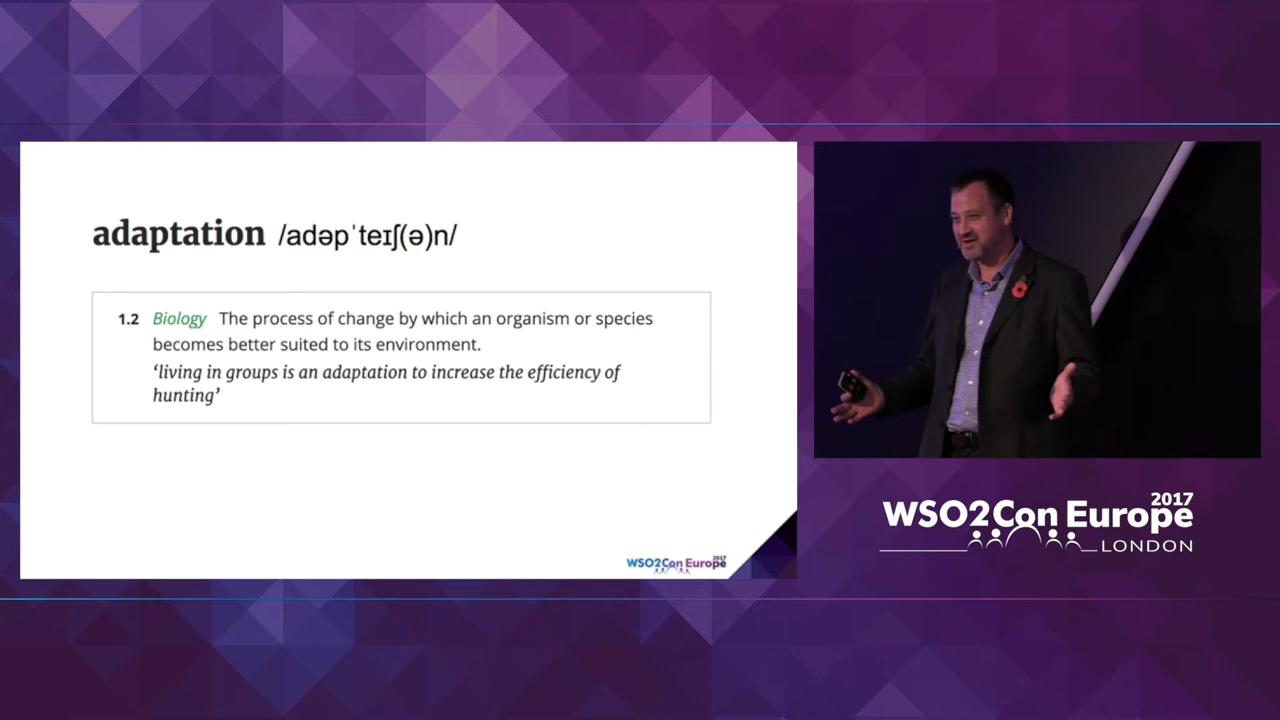 adaptation /adəpˈteɪʃ(ə)n/
1.2 Biology The process of change by which an organism or species
becomes better suited to its environment.
‘living in groups is an adaptation to increase the efficiency of
hunting’
WSO2Con Europe 2017
WSO2Con Europe 2017
LONDON